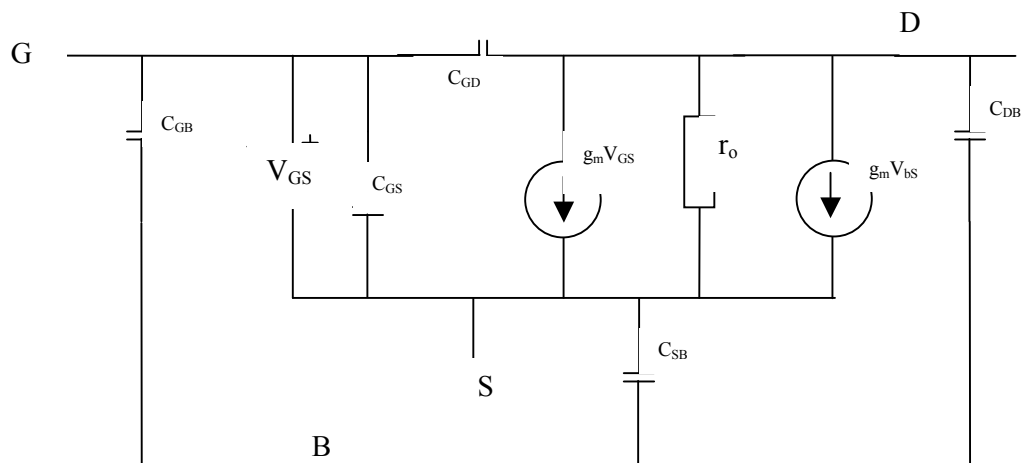 D
G
C_GD
C_GB
C_DB
V_GS
C_GS
g_mV_GS
r_o
g_mV_bS
C_SB
S
B